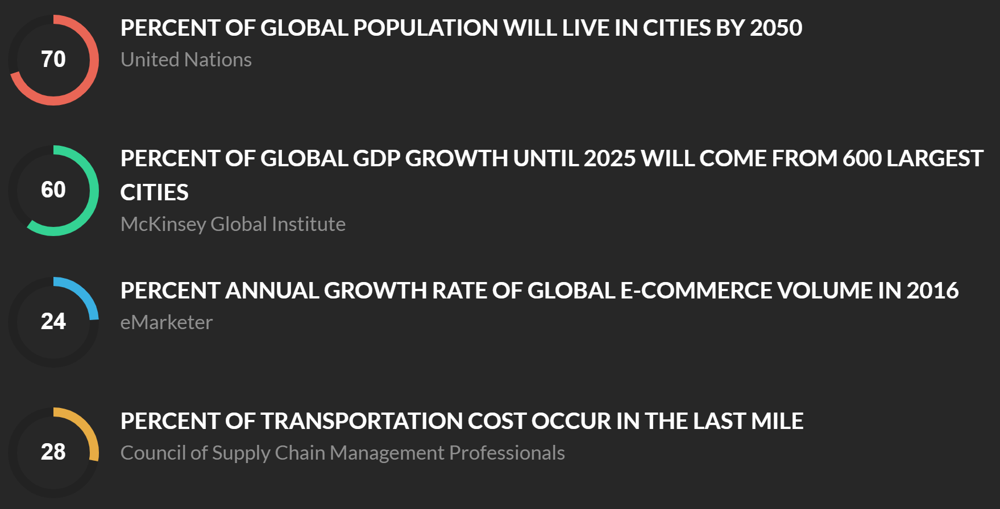 70
PERCENT OF GLOBAL POPULATION WILL LIVE IN CITIES BY 2050
United Nations
60
PERCENT OF GLOBAL GDP GROWTH UNTIL 2025 WILL COME FROM 600 LARGEST
CITIES
McKinsey Global Institute
24
PERCENT ANNUAL GROWTH RATE OF GLOBAL E-COMMERCE VOLUME IN 2016
eMarketer
28
PERCENT OF TRANSPORTATION COST OCCUR IN THE LAST MILE
Council of Supply Chain Management Professionals